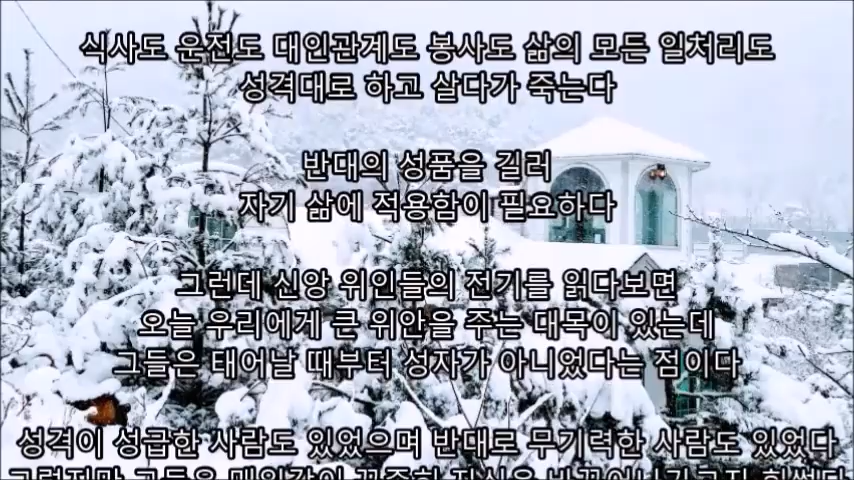 식사도 운전도 대인관계도 봉사도 삶의 모든 일처리도
성격대로 하고 살다가 죽는다
반대의 성품을 길러
자기 삶에 적용함이 필요하다
그런데 신앙 위인들의 전기를 읽다보면
오늘 우리에게 큰 위안을 주는 대목이 있는데
그들은 태어날 때부터 성자가 아니었다는 점이다
성격이 성급한 사람도 있었으며 반대로 무기력한 사람도 있었다